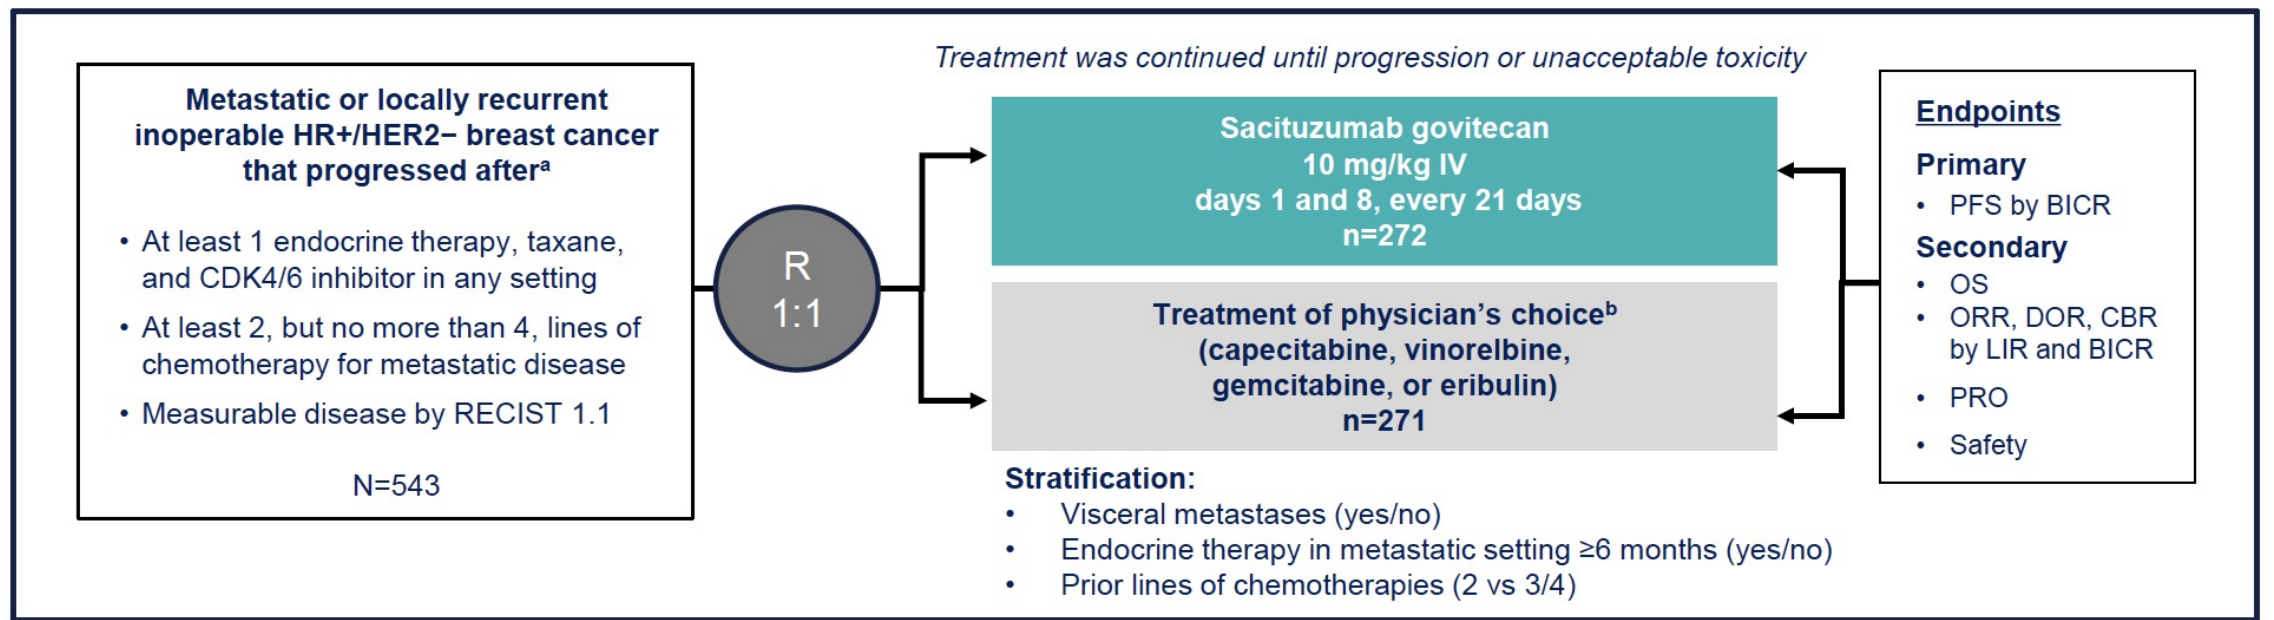 Metastatic or locally recurrent
inoperable HR+/HER2− breast cancer
that progressed afterᵃ
• At least 1 endocrine therapy, taxane,
and CDK4/6 inhibitor in any setting
• At least 2, but no more than 4, lines of
chemotherapy for metastatic disease
• Measurable disease by RECIST 1.1
N=543
R
1:1
Treatment was continued until progression or unacceptable toxicity
Sacituzumab govitecan
10 mg/kg IV
days 1 and 8, every 21 days
n=272
Treatment of physician’s choiceᵇ
(capecitabine, vinorelbine,
gemcitabine, or eribulin)
n=271
Stratification:
• Visceral metastases (yes/no)
• Endocrine therapy in metastatic setting ≥6 months (yes/no)
• Prior lines of chemotherapies (2 vs 3/4)
Endpoints
Primary
• PFS by BICR
Secondary
• OS
• ORR, DOR, CBR
by LIR and BICR
• PRO
• Safety